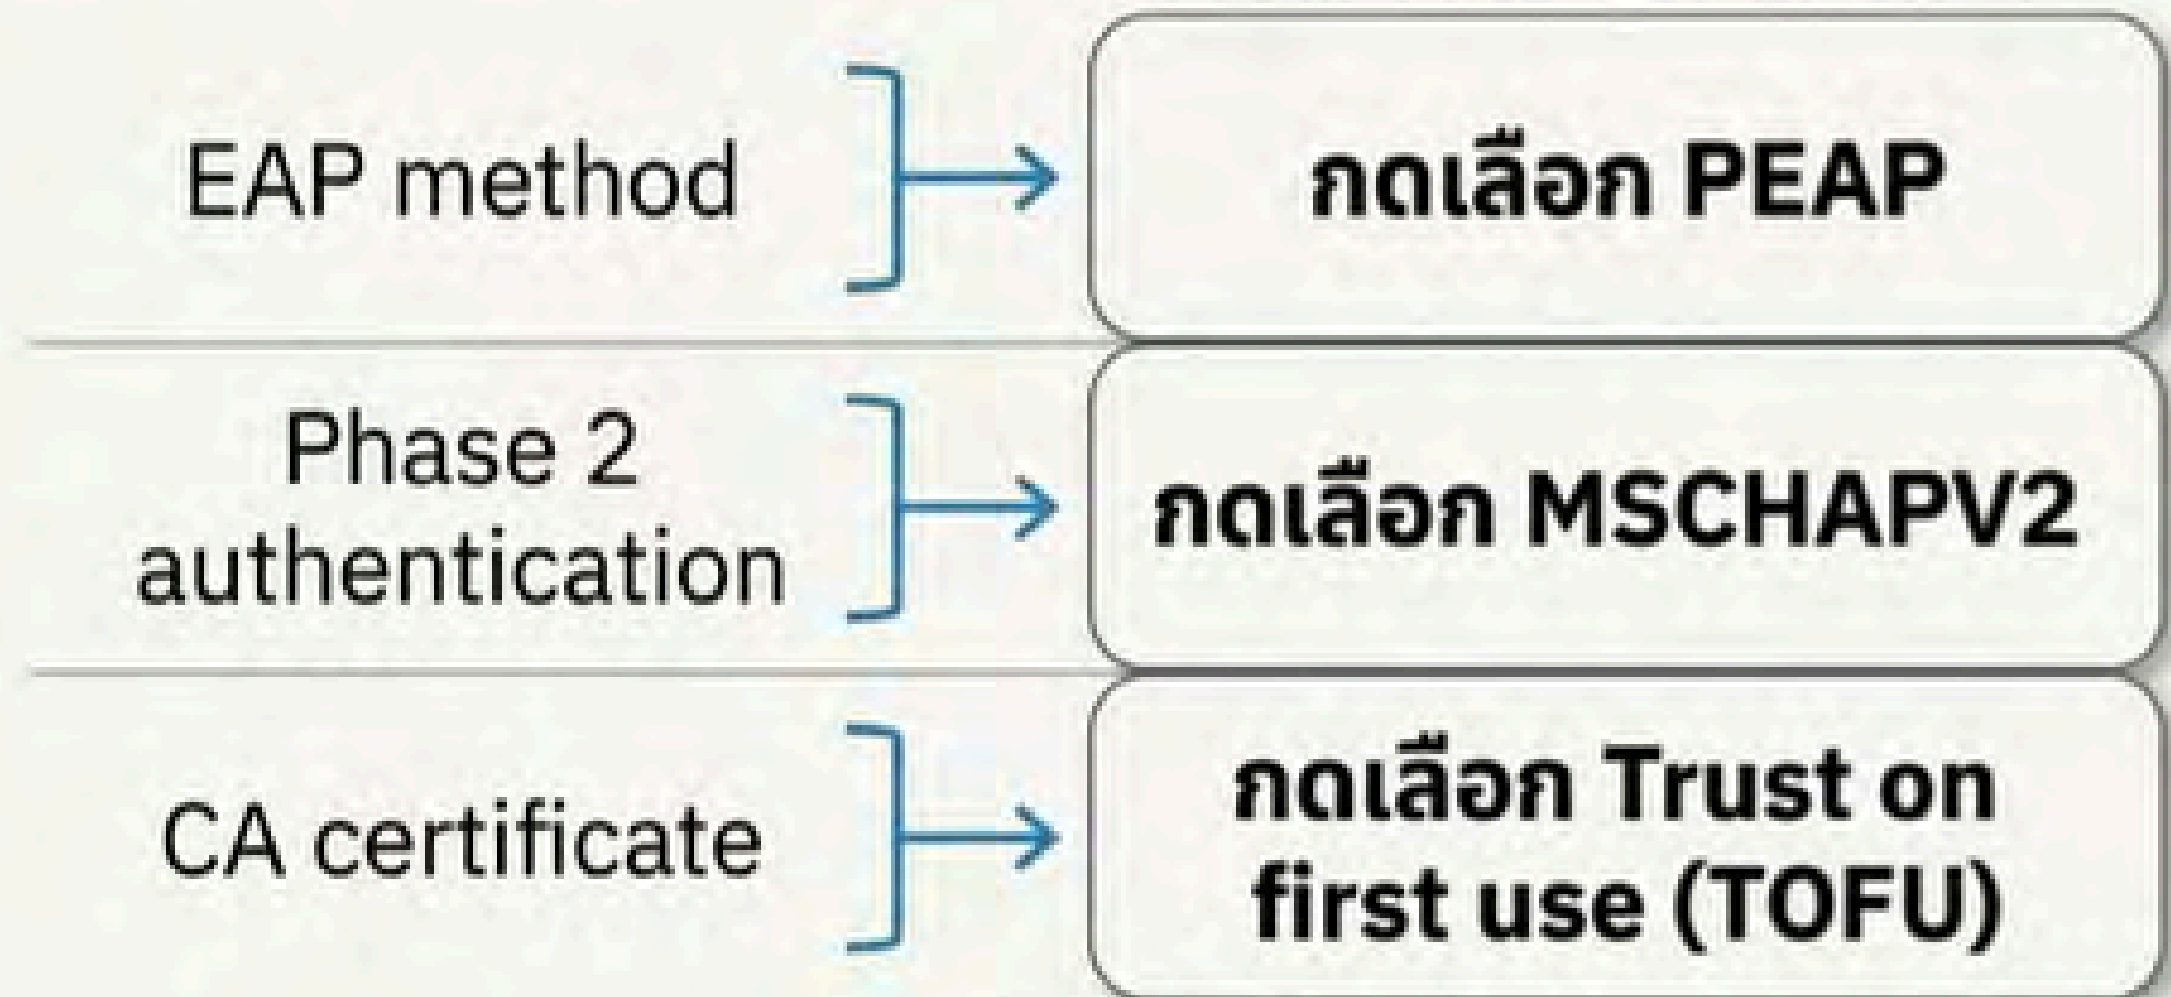 EAP method
กดเลือก PEAP
Phase 2
authentication
กดเลือก MSCHAPV2
CA certificate
กดเลือก Trust on
first use (TOFU)